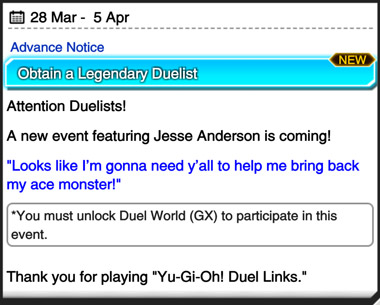 28 Mar - 5 Apr
Advance Notice
NEW
Obtain a Legendary Duelist
Attention Duelists!
A new event featuring Jesse Anderson is coming!
"Looks like I'm gonna need y'all to help me bring back
my ace monster!"
*You must unlock Duel World (GX) to participate in this
event.
Thank you for playing "Yu-Gi-Oh! Duel Links."